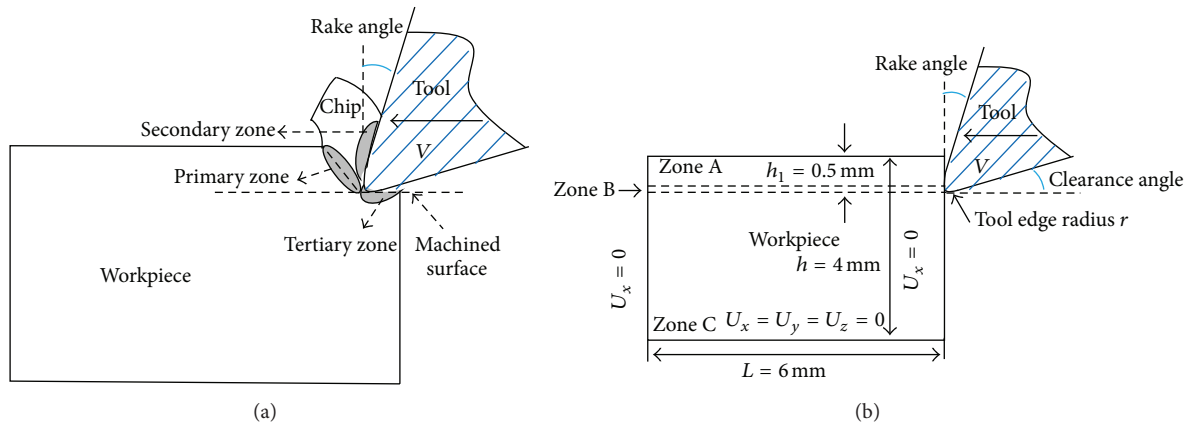 Rake angle
Chip
Tool
Secondary zone
V
Primary zone
Tertiary zone
Machined
surface
Workpiece
(a)
Rake angle
Tool
Zone A
h₁ = 0.5 mm
V
Zone B
Clearance angle
Tool edge radius r
Workpiece
h = 4 mm
Uₓ = 0
Uₓ = 0
Zone C
Uₓ = U_y = U_z = 0
L = 6 mm
(b)